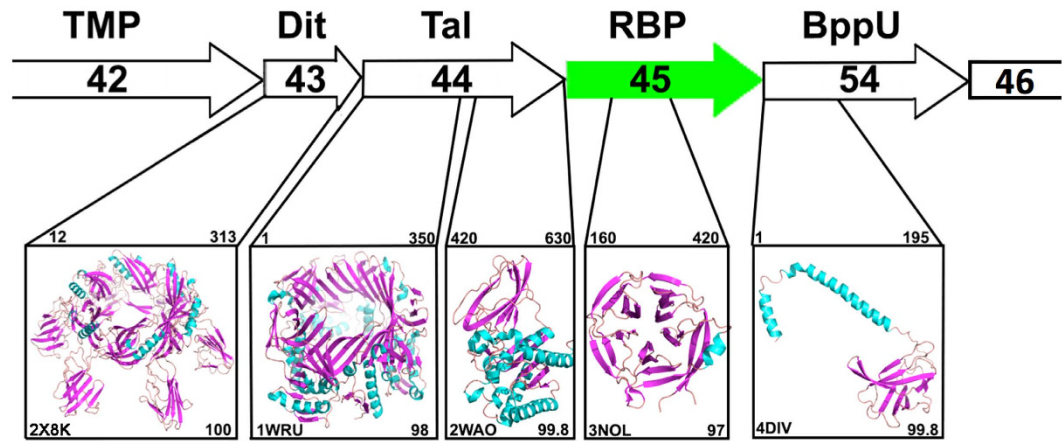 TMP Dit Tal RBP BppU
42 43 44 45 54 46
12 313 1 350 420 630 160 420 1 195
2X8K 100 1WRU 98 2WAO 99.8 3NOL 97 4DIV 99.8